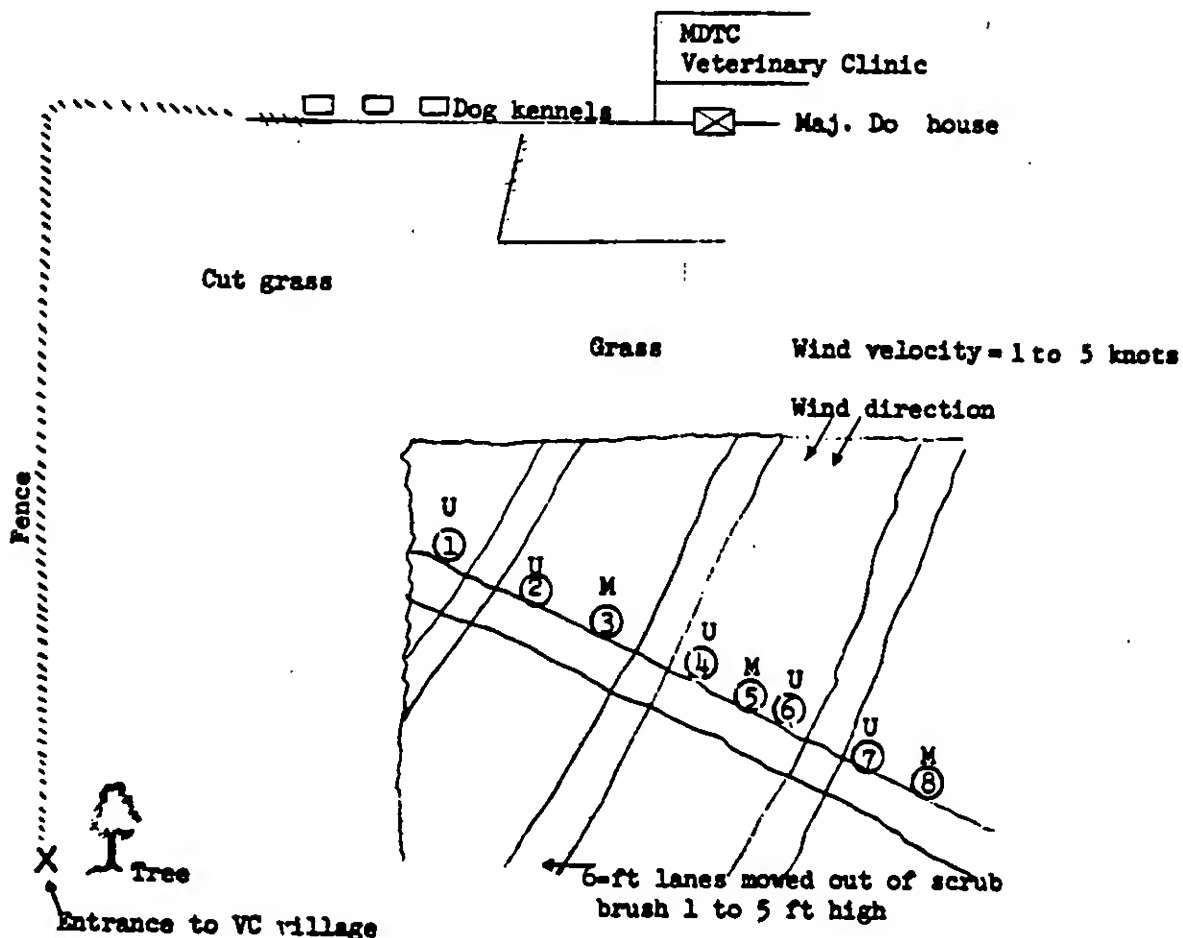 MDTC
Veterinary Clinic
Dog kennels
Maj. Do house
Cut grass
Grass
Wind velocity = 1 to 5 knots
Wind direction
Fence
U
1
U
2
M
3
U
4
M
5
U
6
U
7
M
8
Tree
Entrance to VC village
6-ft lanes mowed out of scrub
brush 1 to 5 ft high